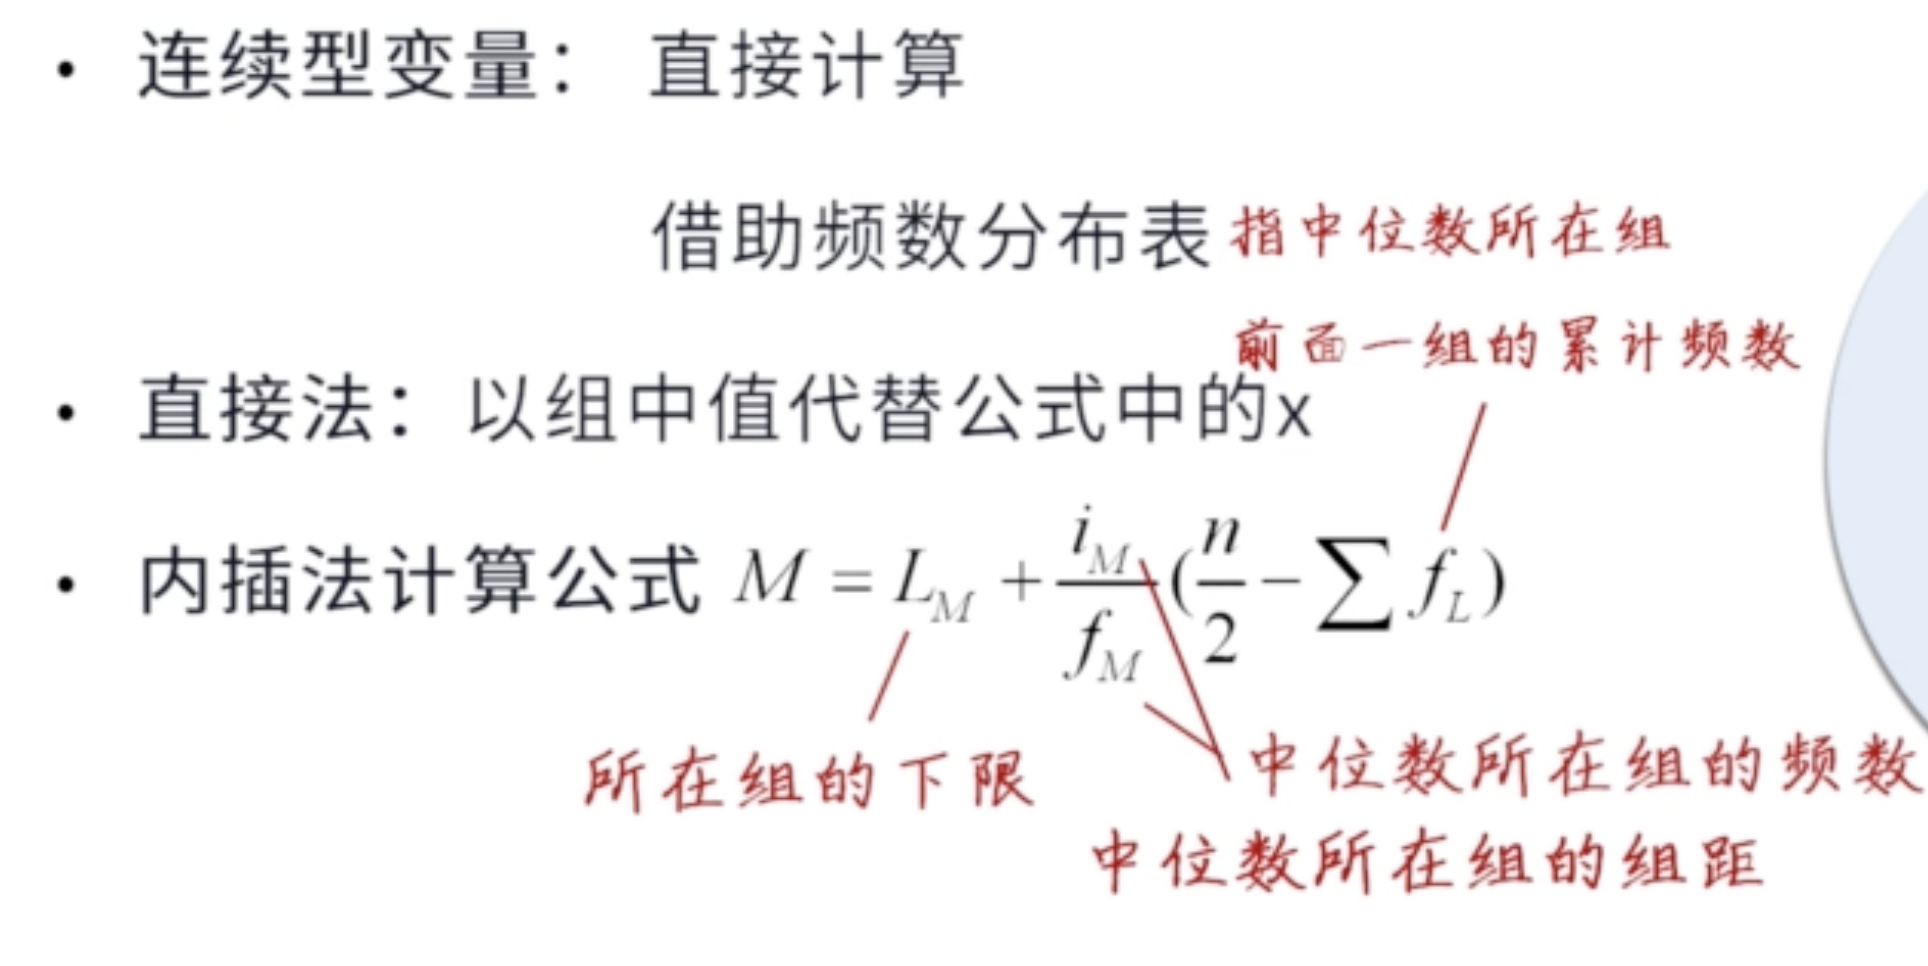 • 连续型变量： 直接计算
借助频数分布表 指中位数所在组
前面一组的累计频数
• 直接法：以组中值代替公式中的x
• 内插法计算公式 M = L_M + i_M/f_M (n/2 − ∑ f_L)
所在组的下限
中位数所在组的频数
中位数所在组的组距